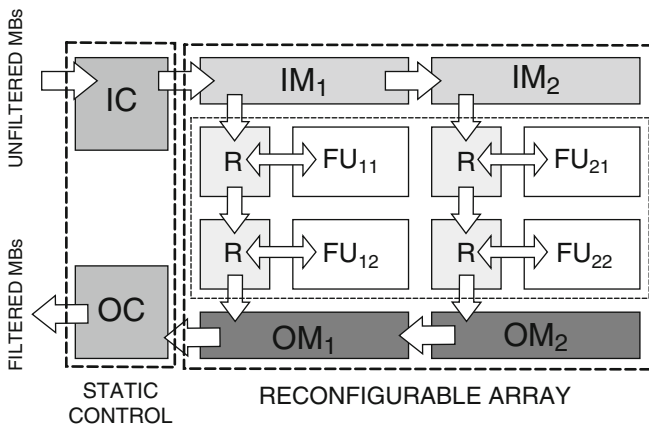 UNFILTERED MBs
IC
IM₁
IM₂
R
FU₁₁
R
FU₂₁
R
FU₁₂
R
FU₂₂
FILTERED MBs
OC
OM₁
OM₂
STATIC
CONTROL
RECONFIGURABLE ARRAY